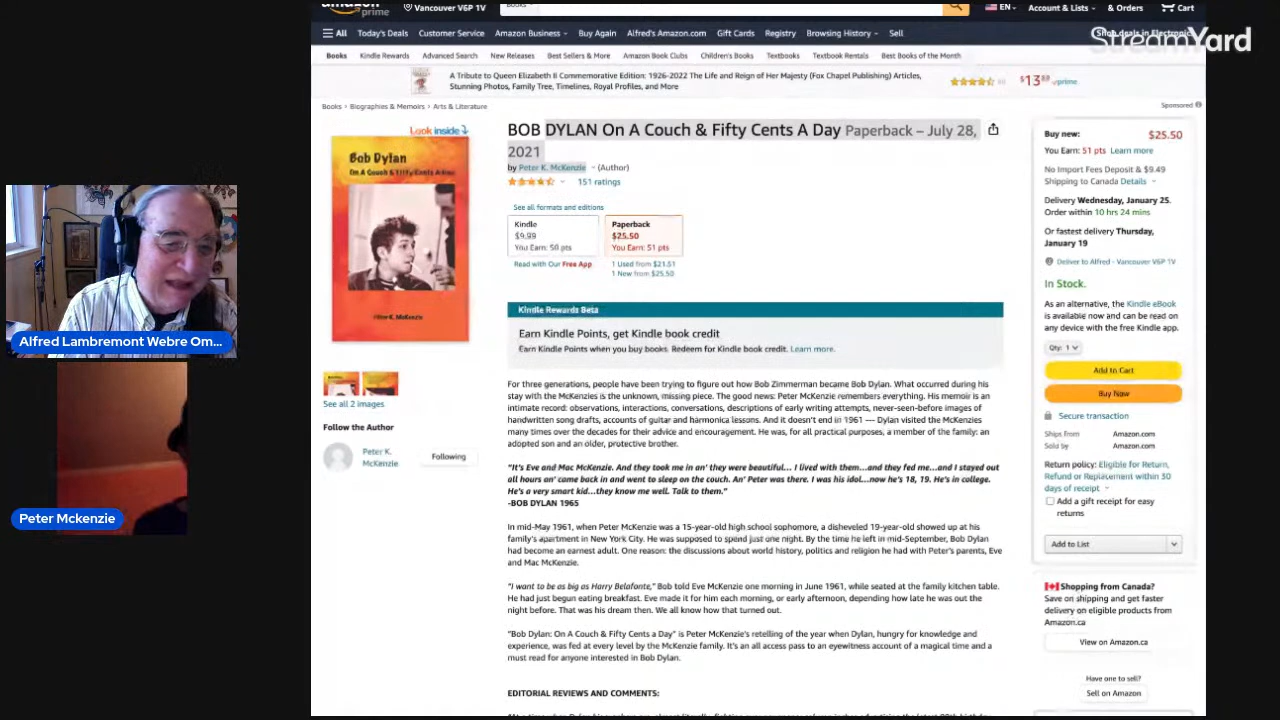 amazon prime
Vancouver V6P 1V
Books
EN
Account & Lists
& Orders
Cart
All Today's Deals Customer Service Amazon Business Buy Again Alfred's Amazon.com Gift Cards Registry Browsing History Sell
Shop deals in Electronics
StreamYard
Books Kindle Rewards Advanced Search New Releases Best Sellers & More Amazon Book Clubs Children's Books Textbooks Textbook Rentals Best Books of the Month
A Tribute to Queen Elizabeth II Commemorative Edition: 1926-2022 The Life and Reign of Her Majesty (Fox Chapel Publishing) Articles,
Stunning Photos, Family Tree, Timelines, Royal Profiles, and More
prime
Books › Biographies & Memoirs › Arts & Literature
Sponsored
Look inside
Bob Dylan
On A Couch & Fifty Cents A Day
Peter K. McKenzie
See all 2 images
Follow the Author
Peter K.
McKenzie
Following
BOB DYLAN On A Couch & Fifty Cents A Day Paperback – July 28,
2021
by Peter K. McKenzie (Author)
151 ratings
See all formats and editions
Kindle
$9.99
You Earn: 50 pts
Read with Our Free App
Paperback
$25.50
You Earn: 51 pts
1 Used from $21.51
1 New from $25.50
Kindle Rewards Beta
Earn Kindle Points, get Kindle book credit
Earn Kindle Points when you buy books. Redeem for Kindle book credit. Learn more.
For three generations, people have been trying to figure out how Bob Zimmerman became Bob Dylan. What occurred during his
stay with the McKenzies is the unknown, missing piece. The good news: Peter McKenzie remembers everything. His memoir is an
intimate record: observations, interactions, conversations, descriptions of early writing attempts, never-seen-before images of
handwritten song drafts, accounts of guitar and harmonica lessons. And it doesn't end in 1961 –– Dylan visited the McKenzies
many times over the decades for their advice and encouragement. He was, for all practical purposes, a member of the family: an
adopted son and an older, protective brother.
"It's Eve and Mac McKenzie. And they took me in an' they were beautiful... I lived with them...and they fed me...and I stayed out
all hours an' came back in and went to sleep on the couch. An' Peter was there. I was his idol...now he's 18, 19. He's in college.
He's a very smart kid...they know me well. Talk to them."
-BOB DYLAN 1965
In mid-May 1961, when Peter McKenzie was a 15-year-old high school sophomore, a disheveled 19-year-old showed up at his
family's apartment in New York City. He was supposed to spend just one night. By the time he left in mid-September, Bob Dylan
had become an earnest adult. One reason: the discussions about world history, politics and religion he had with Peter's parents, Eve
and Mac McKenzie.
"I want to be as big as Harry Belafonte," Bob told Eve McKenzie one morning in June 1961, while seated at the family kitchen table.
He had just begun eating breakfast. Eve made it for him each morning, or early afternoon, depending how late he was out the
night before. That was his dream then. We all know how that turned out.
"Bob Dylan: On A Couch & Fifty Cents a Day" is Peter McKenzie's retelling of the year when Dylan, hungry for knowledge and
experience, was fed at every level by the McKenzie family. It's an all access pass to an eyewitness account of a magical time and a
must read for anyone interested in Bob Dylan.
EDITORIAL REVIEWS AND COMMENTS:
Buy new: $25.50
You Earn: 51 pts Learn more
No Import Fees Deposit & $9.49
Shipping to Canada Details
Delivery Wednesday, January 25.
Order within 10 hrs 24 mins
Or fastest delivery Thursday,
January 19
Deliver to Alfred - Vancouver V6P 1V
In Stock.
As an alternative, the Kindle eBook
is available now and can be read on
any device with the free Kindle app.
Qty: 1
Add to Cart
Buy Now
Secure transaction
Ships from Amazon.com
Sold by Amazon.com
Return policy: Eligible for Return,
Refund or Replacement within 30
days of receipt
Add a gift receipt for easy
returns
Add to List
Shopping from Canada?
Save on shipping and get faster
delivery on eligible products from
Amazon.ca
View on Amazon.ca
Have one to sell?
Sell on Amazon
Alfred Lambremont Webre Om...
Peter Mckenzie